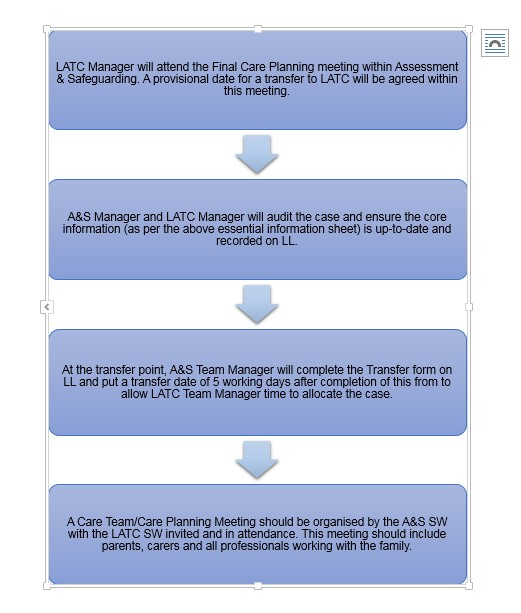 LATC Manager will attend the Final Care Planning meeting within Assessment
& Safeguarding. A provisional date for a transfer to LATC will be agreed within
this meeting.
A&S Manager and LATC Manager will audit the case and ensure the core
information (as per the above essential information sheet) is up-to-date and
recorded on LL.
At the transfer point, A&S Team Manager will complete the Transfer form on
LL and put a transfer date of 5 working days after completion of this from to
allow LATC Team Manager time to allocate the case.
A Care Team/Care Planning Meeting should be organised by the A&S SW
with the LATC SW invited and in attendance. This meeting should include
parents, carers and all professionals working with the family.